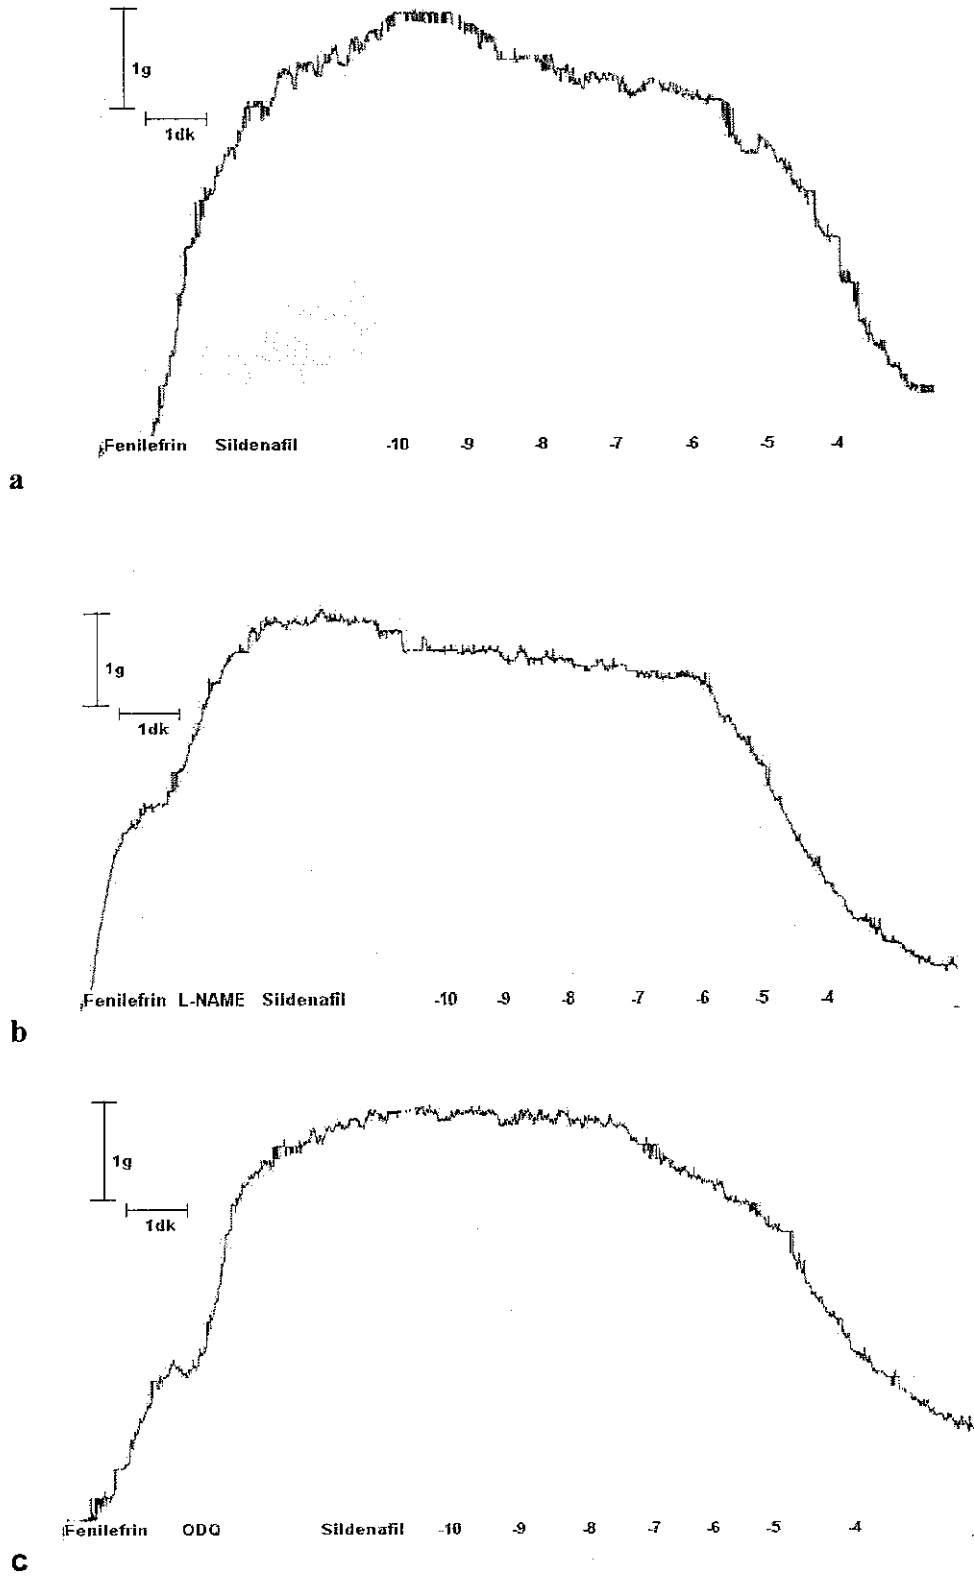 1g
1dk
Fenilefrin Sildenafil -10 -9 -8 -7 -6 -5 -4
a
1g
1dk
Fenilefrin L-NAME Sildenafil -10 -9 -8 -7 -6 -5 -4
b
1g
1dk
Fenilefrin ODQ Sildenafil -10 -9 -8 -7 -6 -5 -4
c